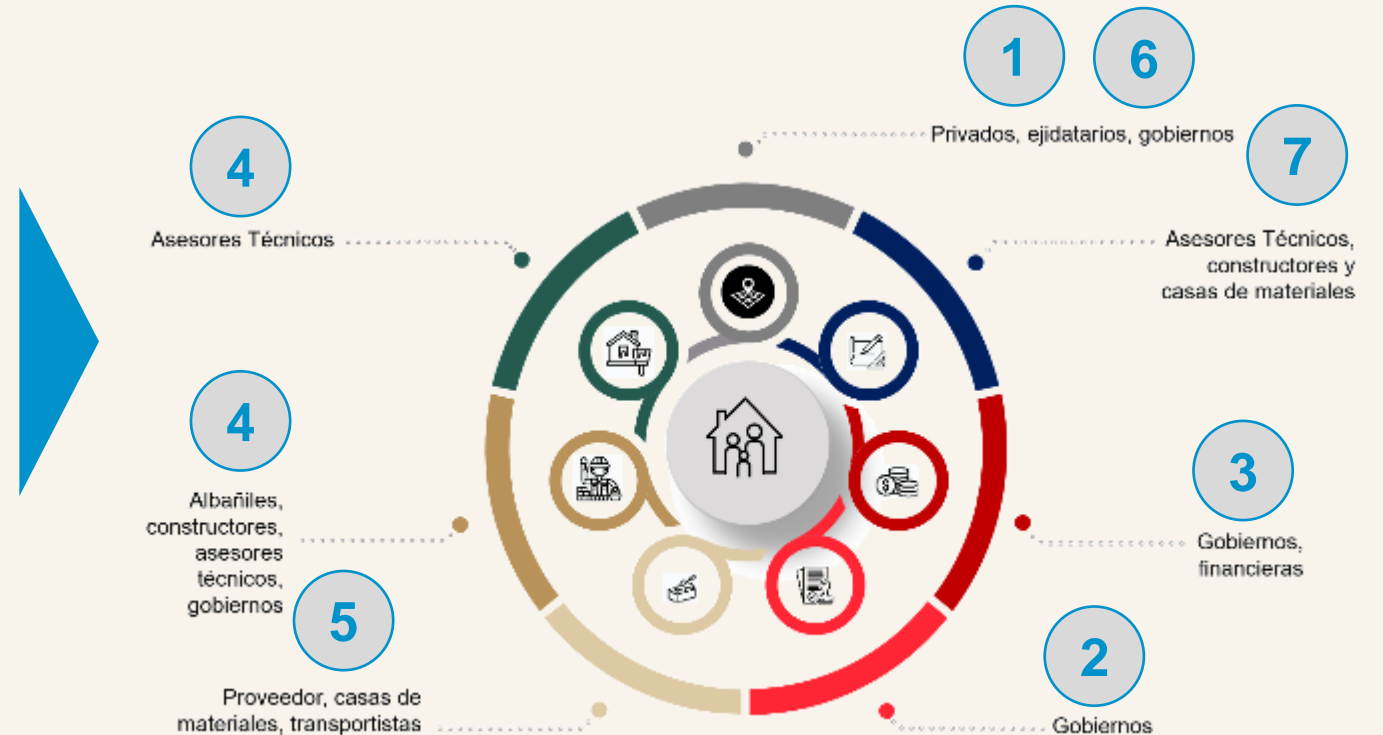 1
6
Privados, ejidatarios, gobiernos
7
4
Asesores Técnicos
Asesores Técnicos,
constructores y
casas de materiales
4
Albañiles,
constructores,
asesores
técnicos,
gobiernos
3
Gobiernos,
financieras
5
Proveedor, casas de
materiales, transportistas
2
Gobiernos